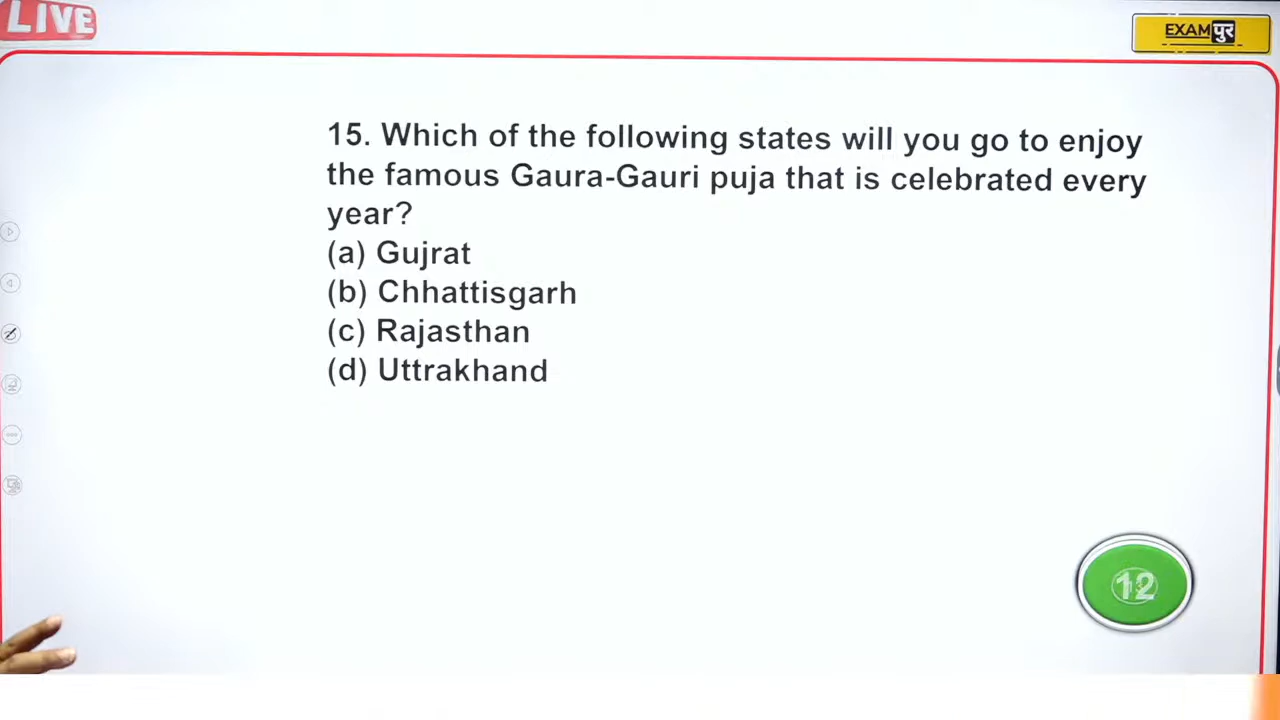 LIVE
EXAMपुर
15. Which of the following states will you go to enjoy
the famous Gaura-Gauri puja that is celebrated every
year?
(a) Gujrat
(b) Chhattisgarh
(c) Rajasthan
(d) Uttrakhand
12